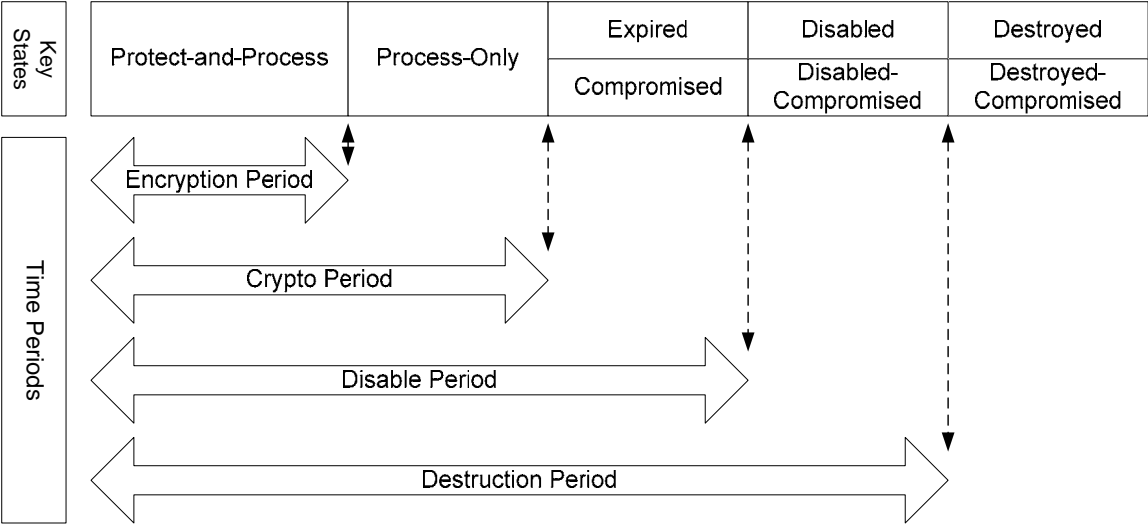 Key
States
Protect-and-Process
Process-Only
Expired
Disabled
Destroyed
Compromised
Disabled-
Compromised
Destroyed-
Compromised
Time Periods
Encryption Period
Crypto Period
Disable Period
Destruction Period